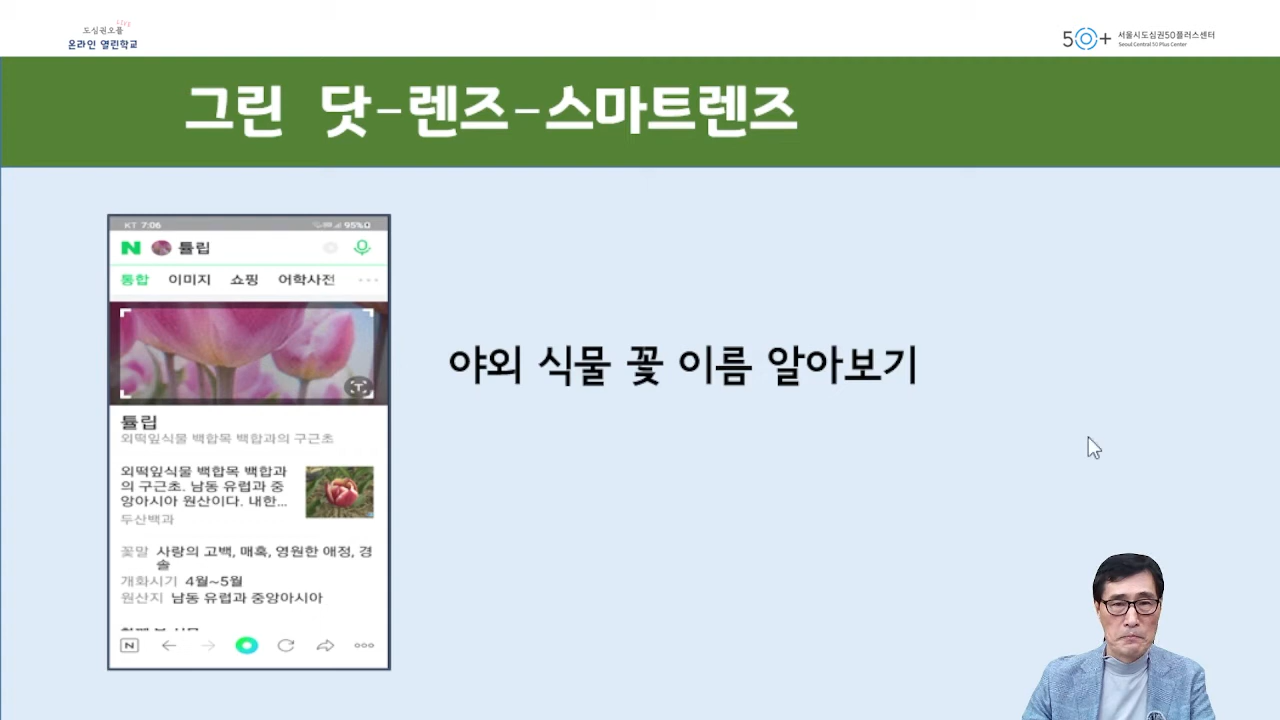 도심권오플
온라인 열린학교
50+ 서울시도심권50플러스센터
Seoul Central 50 Plus Center
그린 닷-렌즈-스마트렌즈
KT 7:06
95%
N 튤립
통합 이미지 쇼핑 어학사전
튤립
외떡잎식물 백합목 백합과의 구근초
외떡잎식물 백합목 백합과
의 구근초. 남동 유럽과 중
앙아시아 원산이다. 내한...
두산백과
꽃말 사랑의 고백, 매혹, 영원한 애정, 경
솔
개화시기 4월~5월
원산지 남동 유럽과 중앙아시아
N
야외 식물 꽃 이름 알아보기